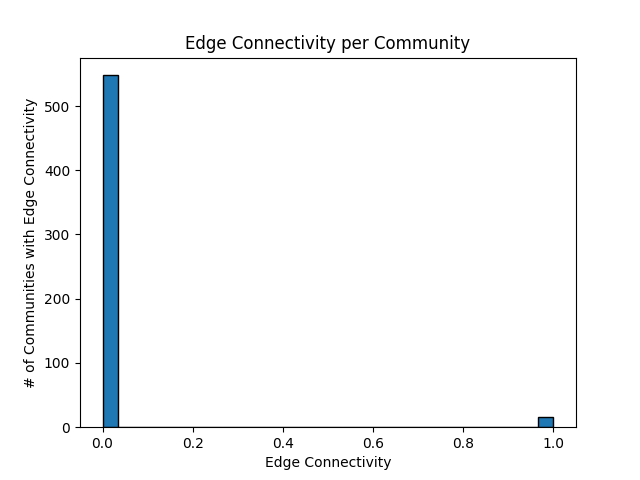 Edge Connectivity per Community
# of Communities with Edge Connectivity
500
400
300
200
100
0
0.0 0.2 0.4 0.6 0.8 1.0
Edge Connectivity